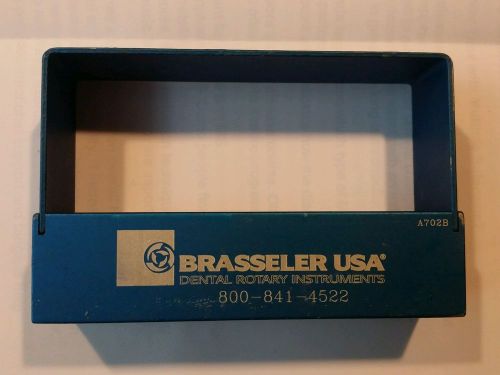 A702B
BRASSELER USA®
DENTAL ROTARY INSTRUMENTS
800-841-4522